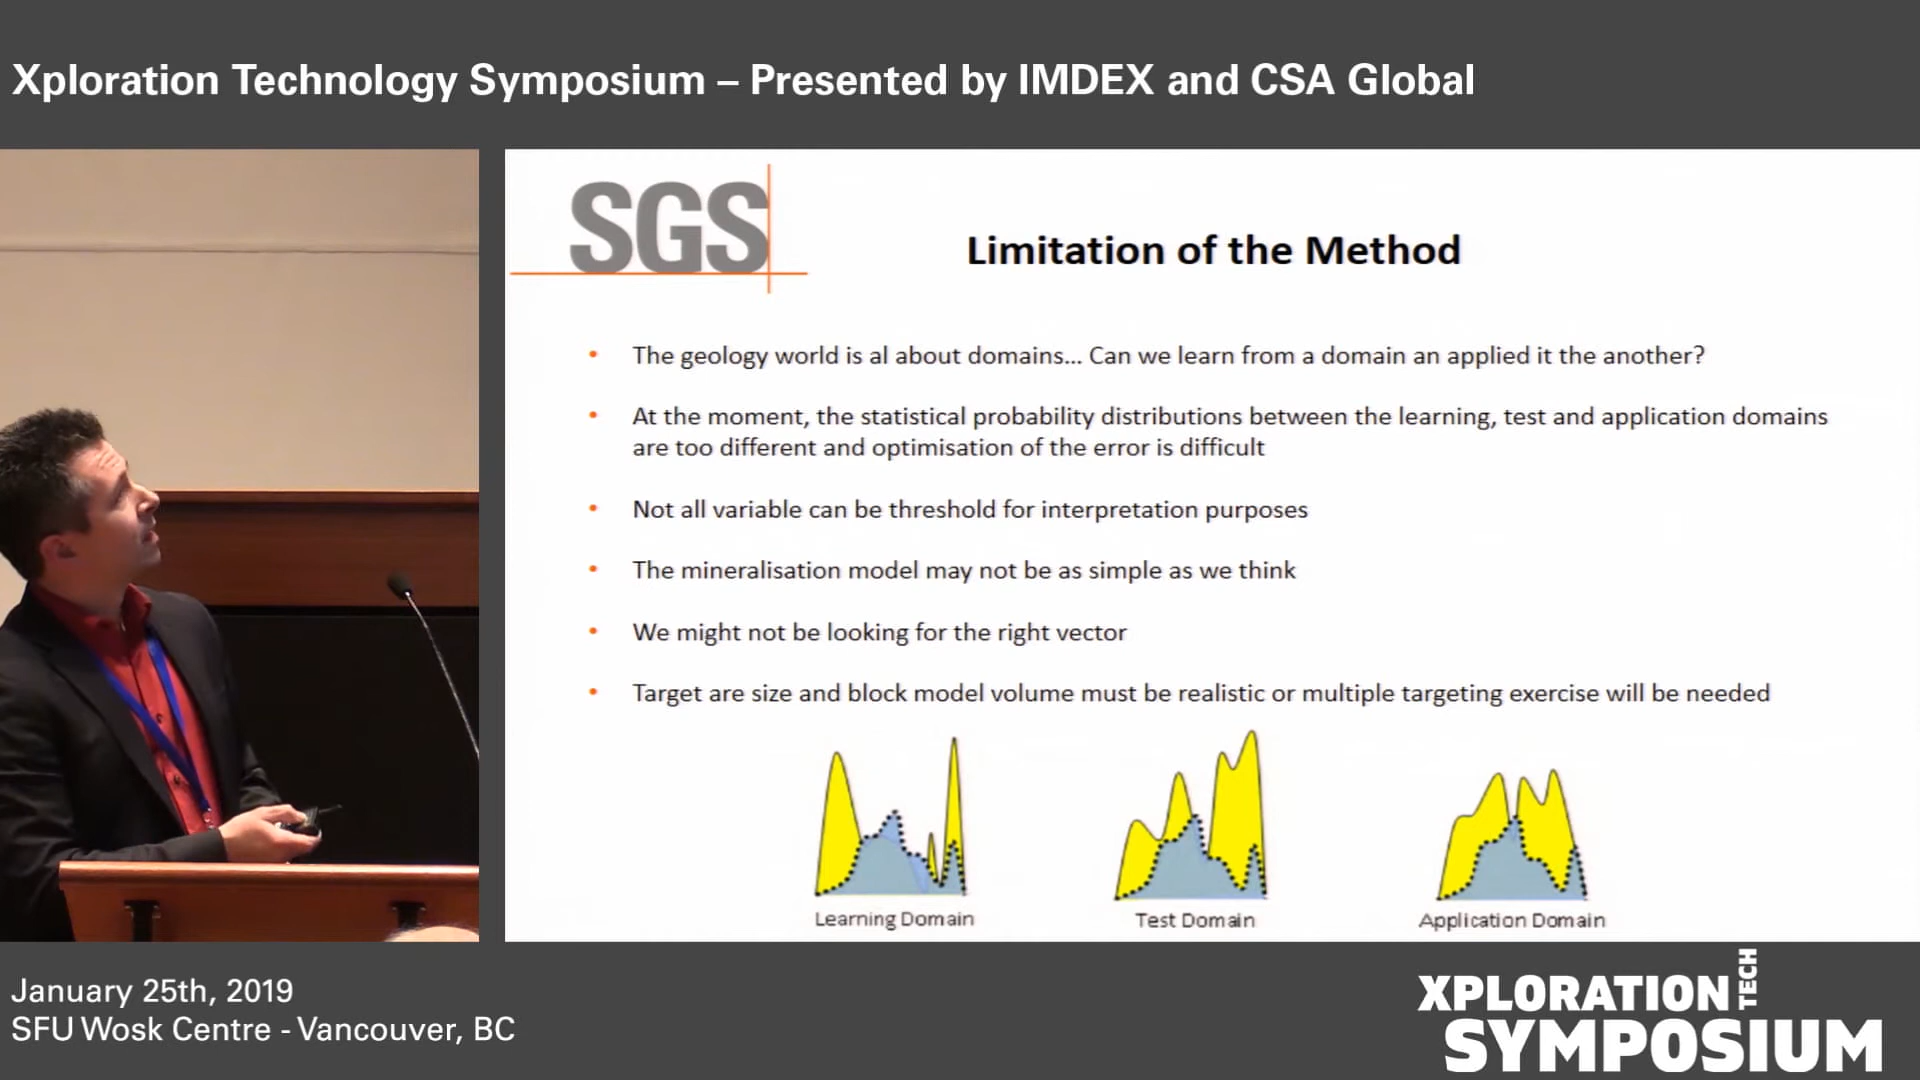 Xploration Technology Symposium – Presented by IMDEX and CSA Global
SGS
Limitation of the Method
• The geology world is al about domains... Can we learn from a domain an applied it the another?
• At the moment, the statistical probability distributions between the learning, test and application domains
are too different and optimisation of the error is difficult
• Not all variable can be threshold for interpretation purposes
• The mineralisation model may not be as simple as we think
• We might not be looking for the right vector
• Target are size and block model volume must be realistic or multiple targeting exercise will be needed
Learning Domain
Test Domain
Application Domain
January 25th, 2019
SFU Wosk Centre - Vancouver, BC
XPLORATION
TECH
SYMPOSIUM